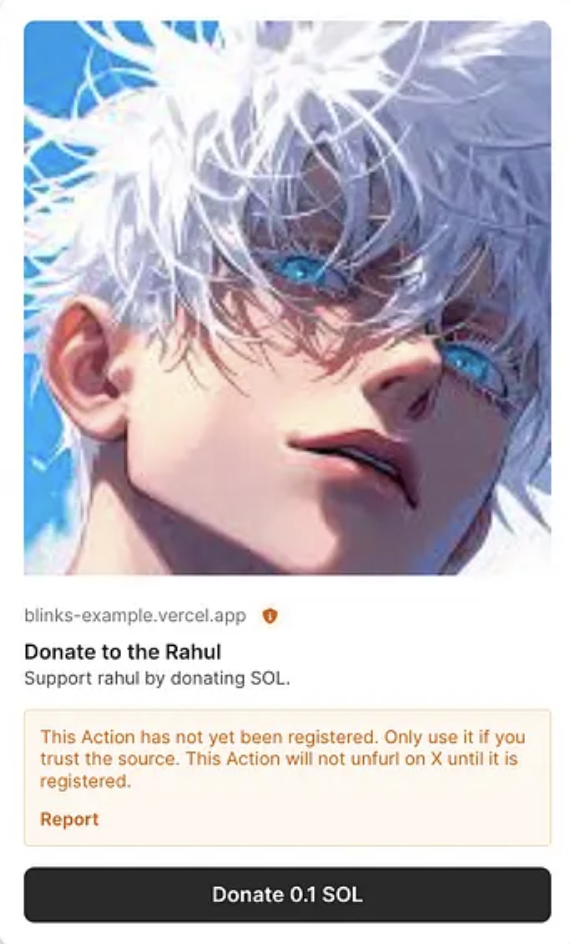 blinks-example.vercel.app
Donate to the Rahul
Support rahul by donating SOL.
This Action has not yet been registered. Only use it if you
trust the source. This Action will not unfurl on X until it is
registered.
Report
Donate 0.1 SOL